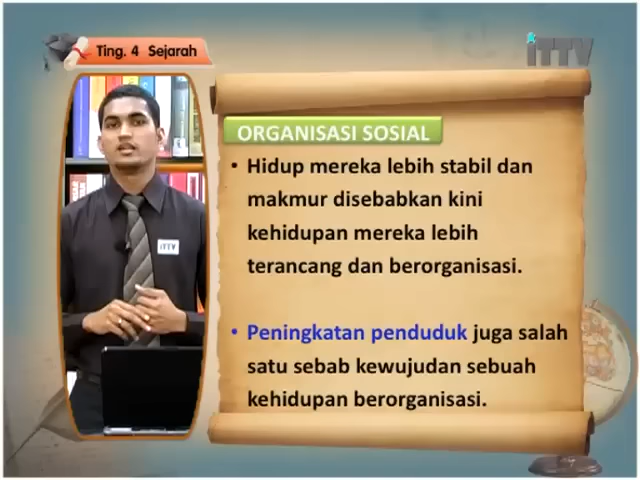 Ting. 4 Sejarah
iTTV
ORGANISASI SOSIAL
• Hidup mereka lebih stabil dan
makmur disebabkan kini
kehidupan mereka lebih
terancang dan berorganisasi.
• Peningkatan penduduk juga salah
satu sebab kewujudan sebuah
kehidupan berorganisasi.
iTTV